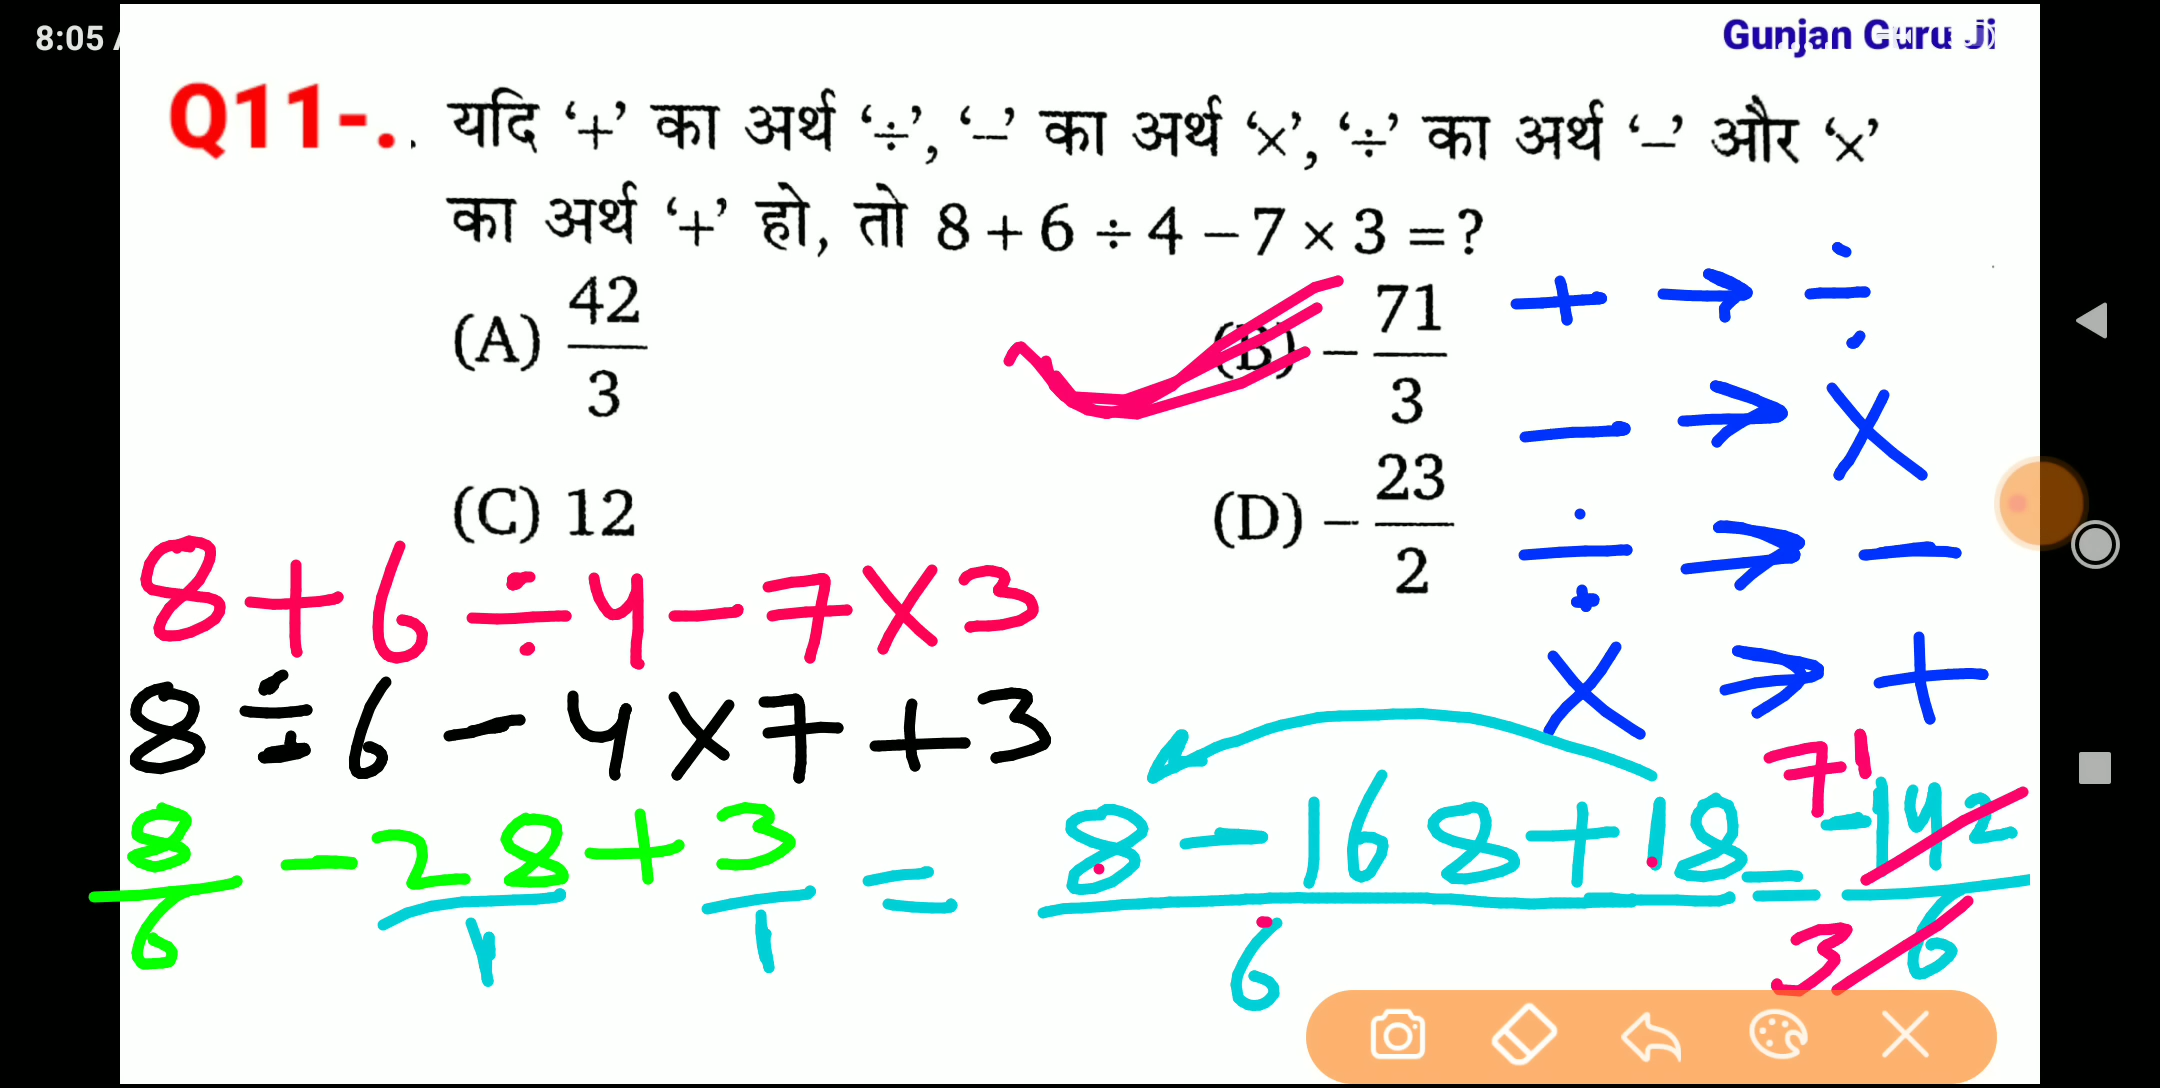 8:05
Gunjan Guru Ji
Q11-. . यदि ‘+’ का अर्थ ‘÷’, ‘–’ का अर्थ ‘×’, ‘÷’ का अर्थ ‘–’ और ‘×’
का अर्थ ‘+’ हो, तो 8 + 6 ÷ 4 – 7 × 3 = ?
(A) 42/3
(B) – 71/3
(C) 12
(D) – 23/2
+ → ÷
– → ×
÷ → –
× → +
8 + 6 ÷ 4 – 7 × 3
8 ÷ 6 – 4 × 7 + 3
8/6 – 28/1 + 3/1 = (8 – 168 + 18)/6 = –142/6
71
3